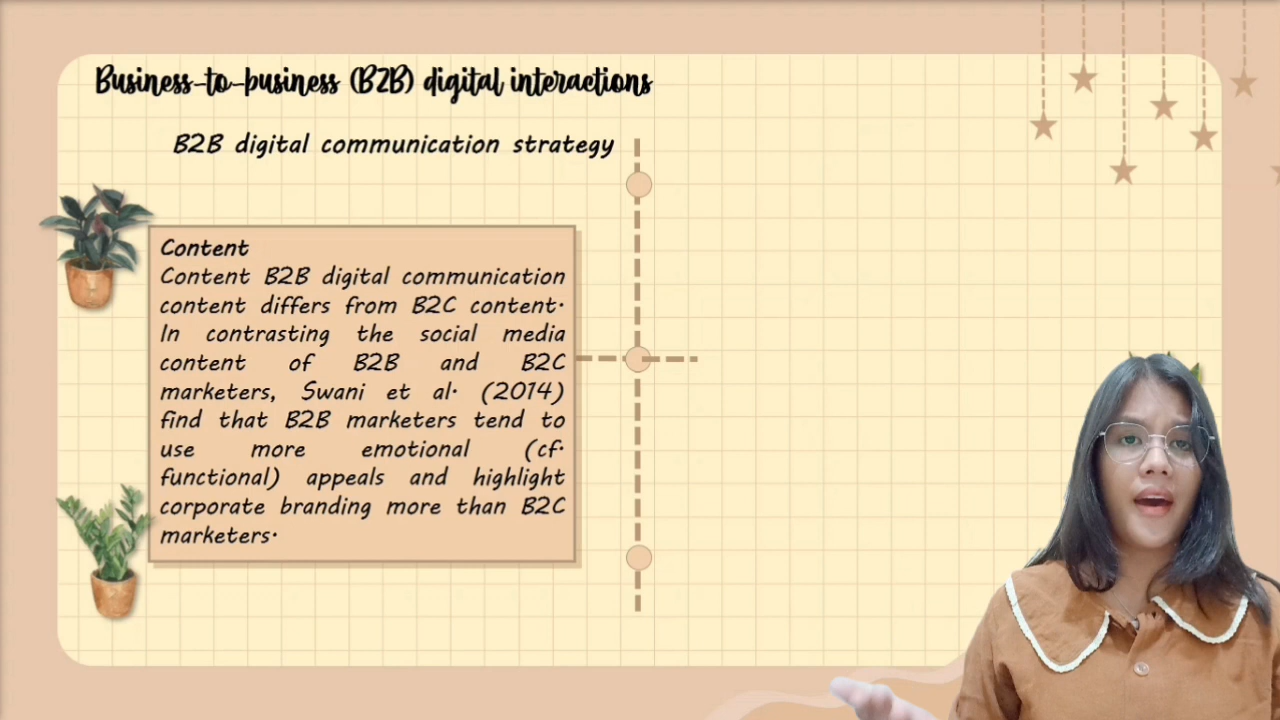 Business-to-business (B2B) digital interactions
B2B digital communication strategy
Content
Content B2B digital communication
content differs from B2C content.
In contrasting the social media
content of B2B and B2C
marketers, Swani et al. (2014)
find that B2B marketers tend to
use more emotional (cf.
functional) appeals and highlight
corporate branding more than B2C
marketers.